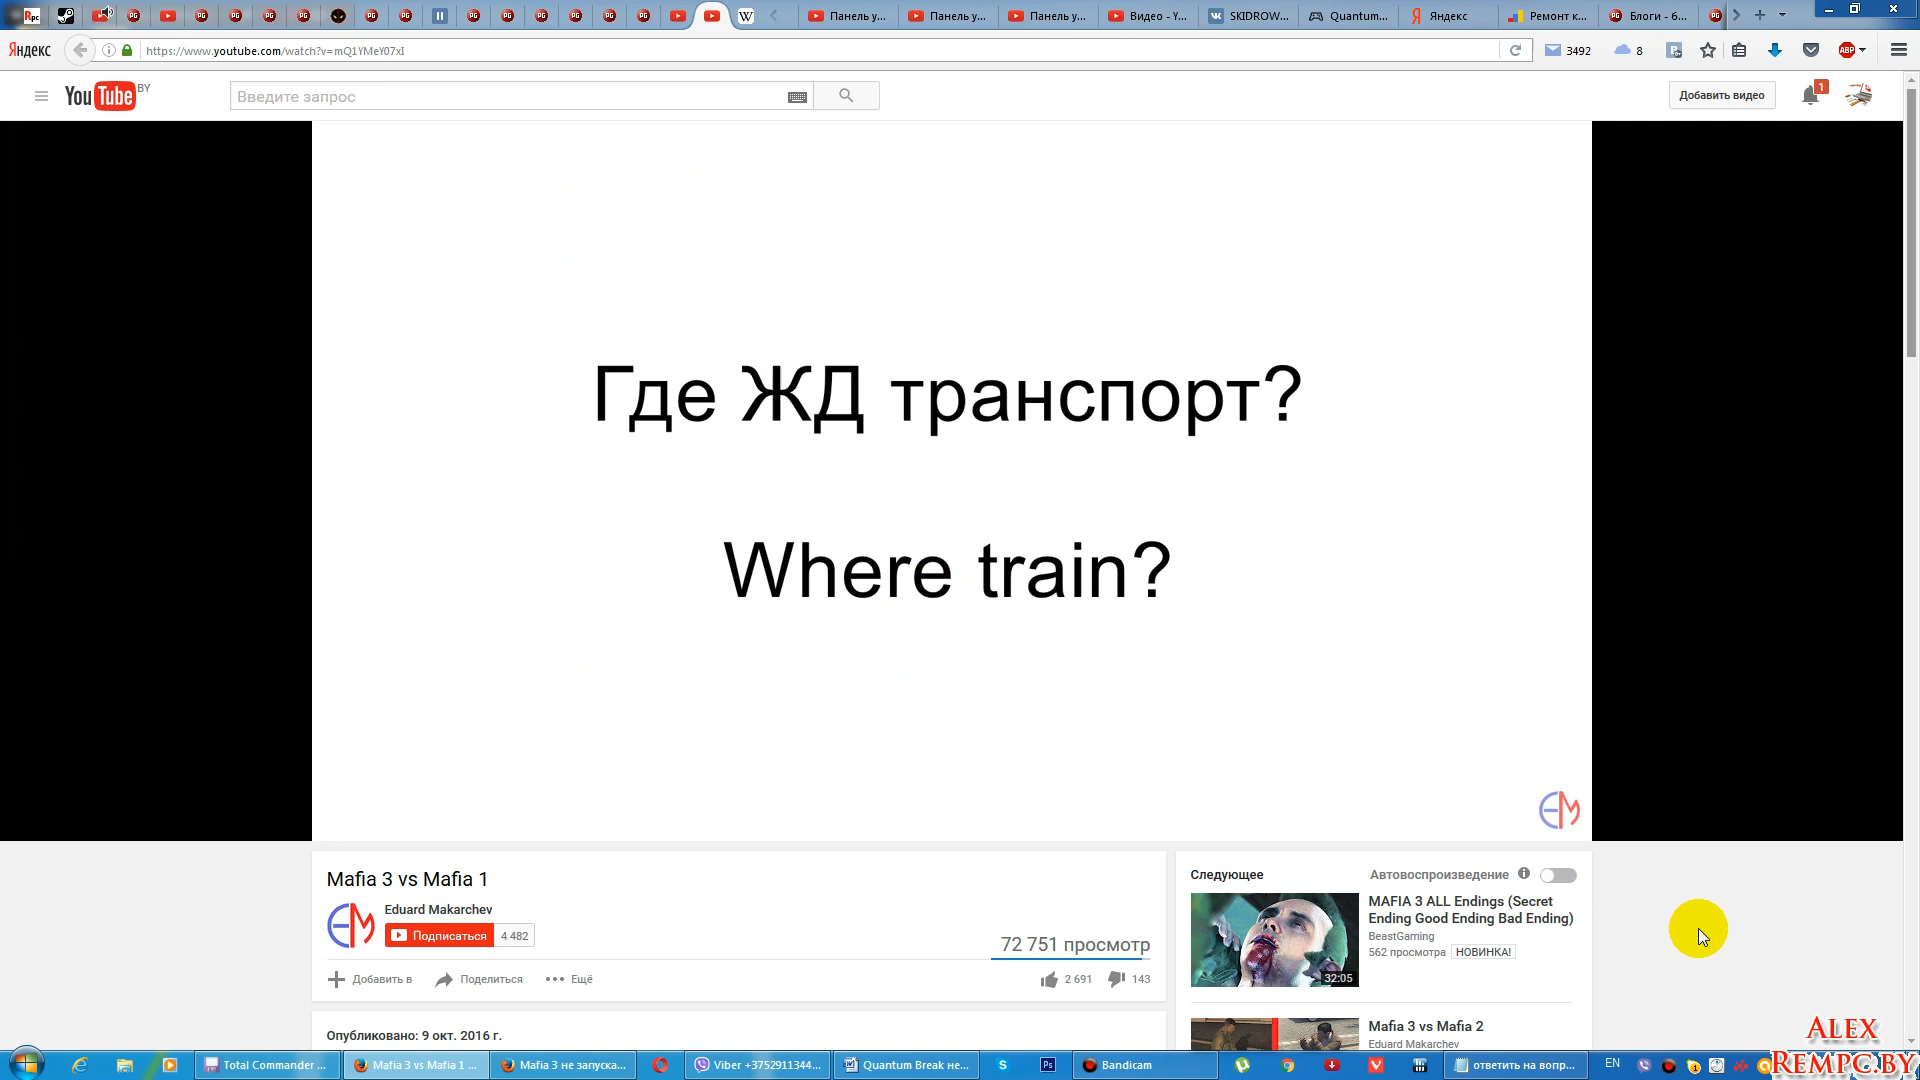 Панель у...
Панель у...
Панель у...
Видео - Y...
SKIDROW...
Quantum...
Яндекс
Ремонт к...
Блоги - б...
Яндекс
https://www.youtube.com/watch?v=mQ1YMeY07xI
3492
8
ABP
YouTube BY
Введите запрос
Добавить видео
1
Где ЖД транспорт?
Where train?
EM
Mafia 3 vs Mafia 1
Eduard Makarchev
Подписаться 4 482
72 751 просмотр
Добавить в
Поделиться
Ещё
2 691
143
Опубликовано: 9 окт. 2016 г.
Следующее
Автовоспроизведение
MAFIA 3 ALL Endings (Secret
Ending Good Ending Bad Ending)
BeastGaming
562 просмотра НОВИНКА!
32:05
Mafia 3 vs Mafia 2
Eduard Makarchev
Total Commander ...
Mafia 3 vs Mafia 1 ...
Mafia 3 не запуска...
Viber +3752911344...
Quantum Break не...
Bandicam
ответить на вопр...
EN
ALEX
REMPC.BY